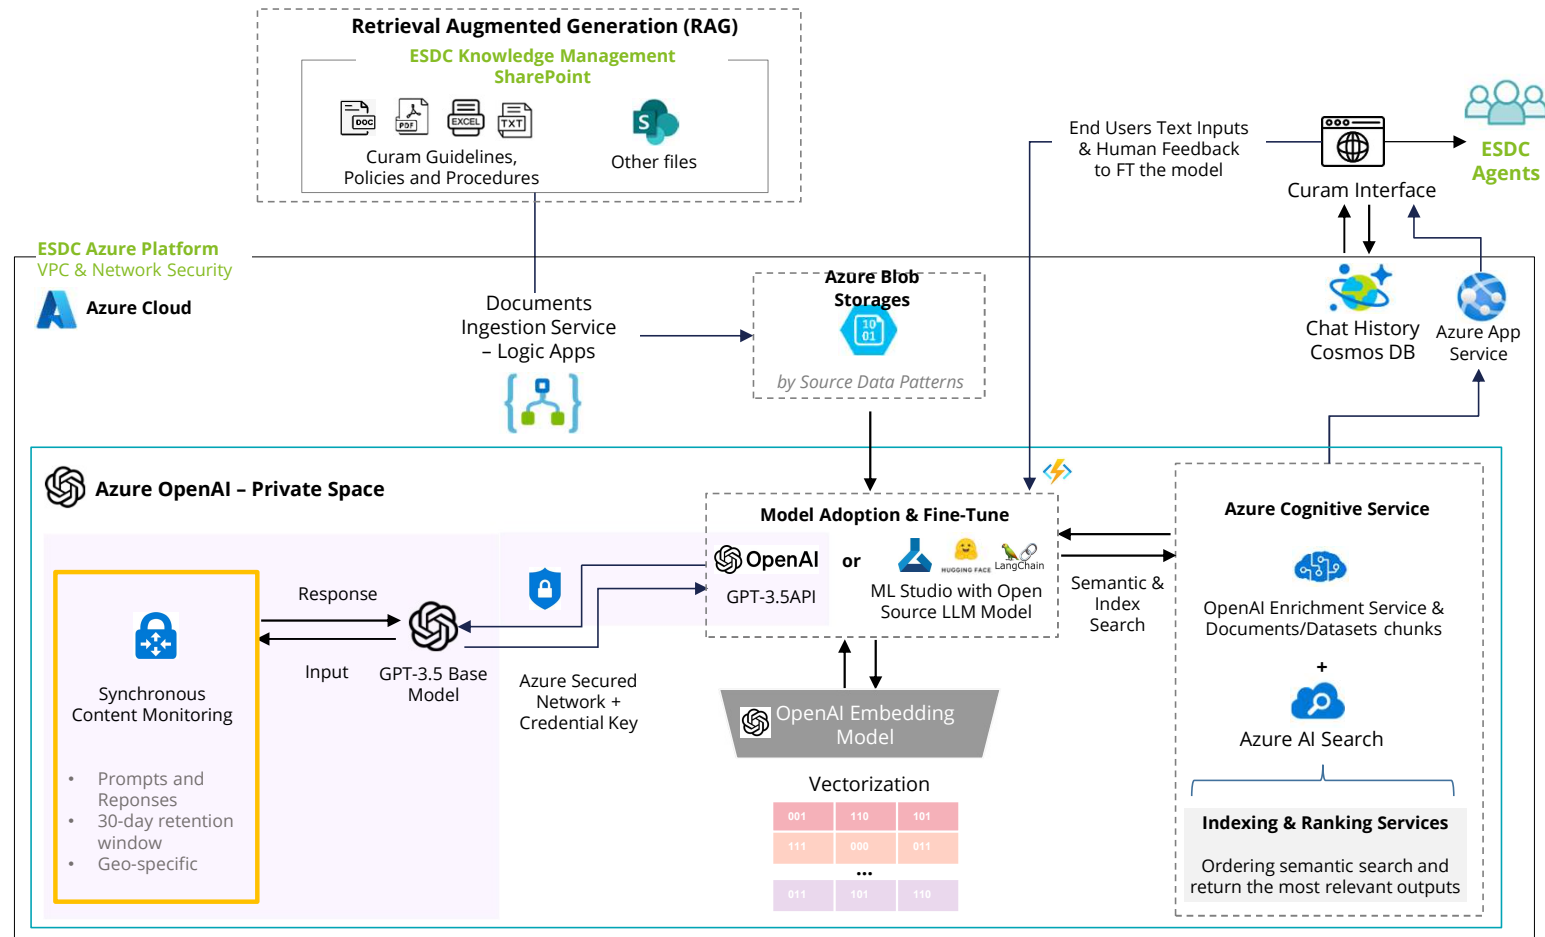 Retrieval Augmented Generation (RAG)
ESDC Knowledge Management
SharePoint
DOC
PDF
EXCEL
TXT
S
Curam Guidelines,
Policies and Procedures
Other files
End Users Text Inputs
& Human Feedback
to FT the model
Curam Interface
ESDC
Agents
ESDC Azure Platform
VPC & Network Security
Azure Cloud
Documents
Ingestion Service
– Logic Apps
Azure Blob
Storages
10
01
by Source Data Patterns
Chat History
Cosmos DB
Azure App
Service
Azure OpenAI – Private Space
Model Adoption & Fine-Tune
OpenAI
or
HUGGING FACE
LangChain
GPT-3.5API
ML Studio with Open
Source LLM Model
Semantic &
Index
Search
Azure Cognitive Service
OpenAI Enrichment Service &
Documents/Datasets chunks
+
Azure AI Search
Indexing & Ranking Services
Ordering semantic search and
return the most relevant outputs
Response
Input
GPT-3.5 Base
Model
Azure Secured
Network +
Credential Key
Synchronous
Content Monitoring
• Prompts and
Reponses
• 30-day retention
window
• Geo-specific
OpenAI Embedding
Model
Vectorization
001 110 101
111 000 011
...
011 101 110